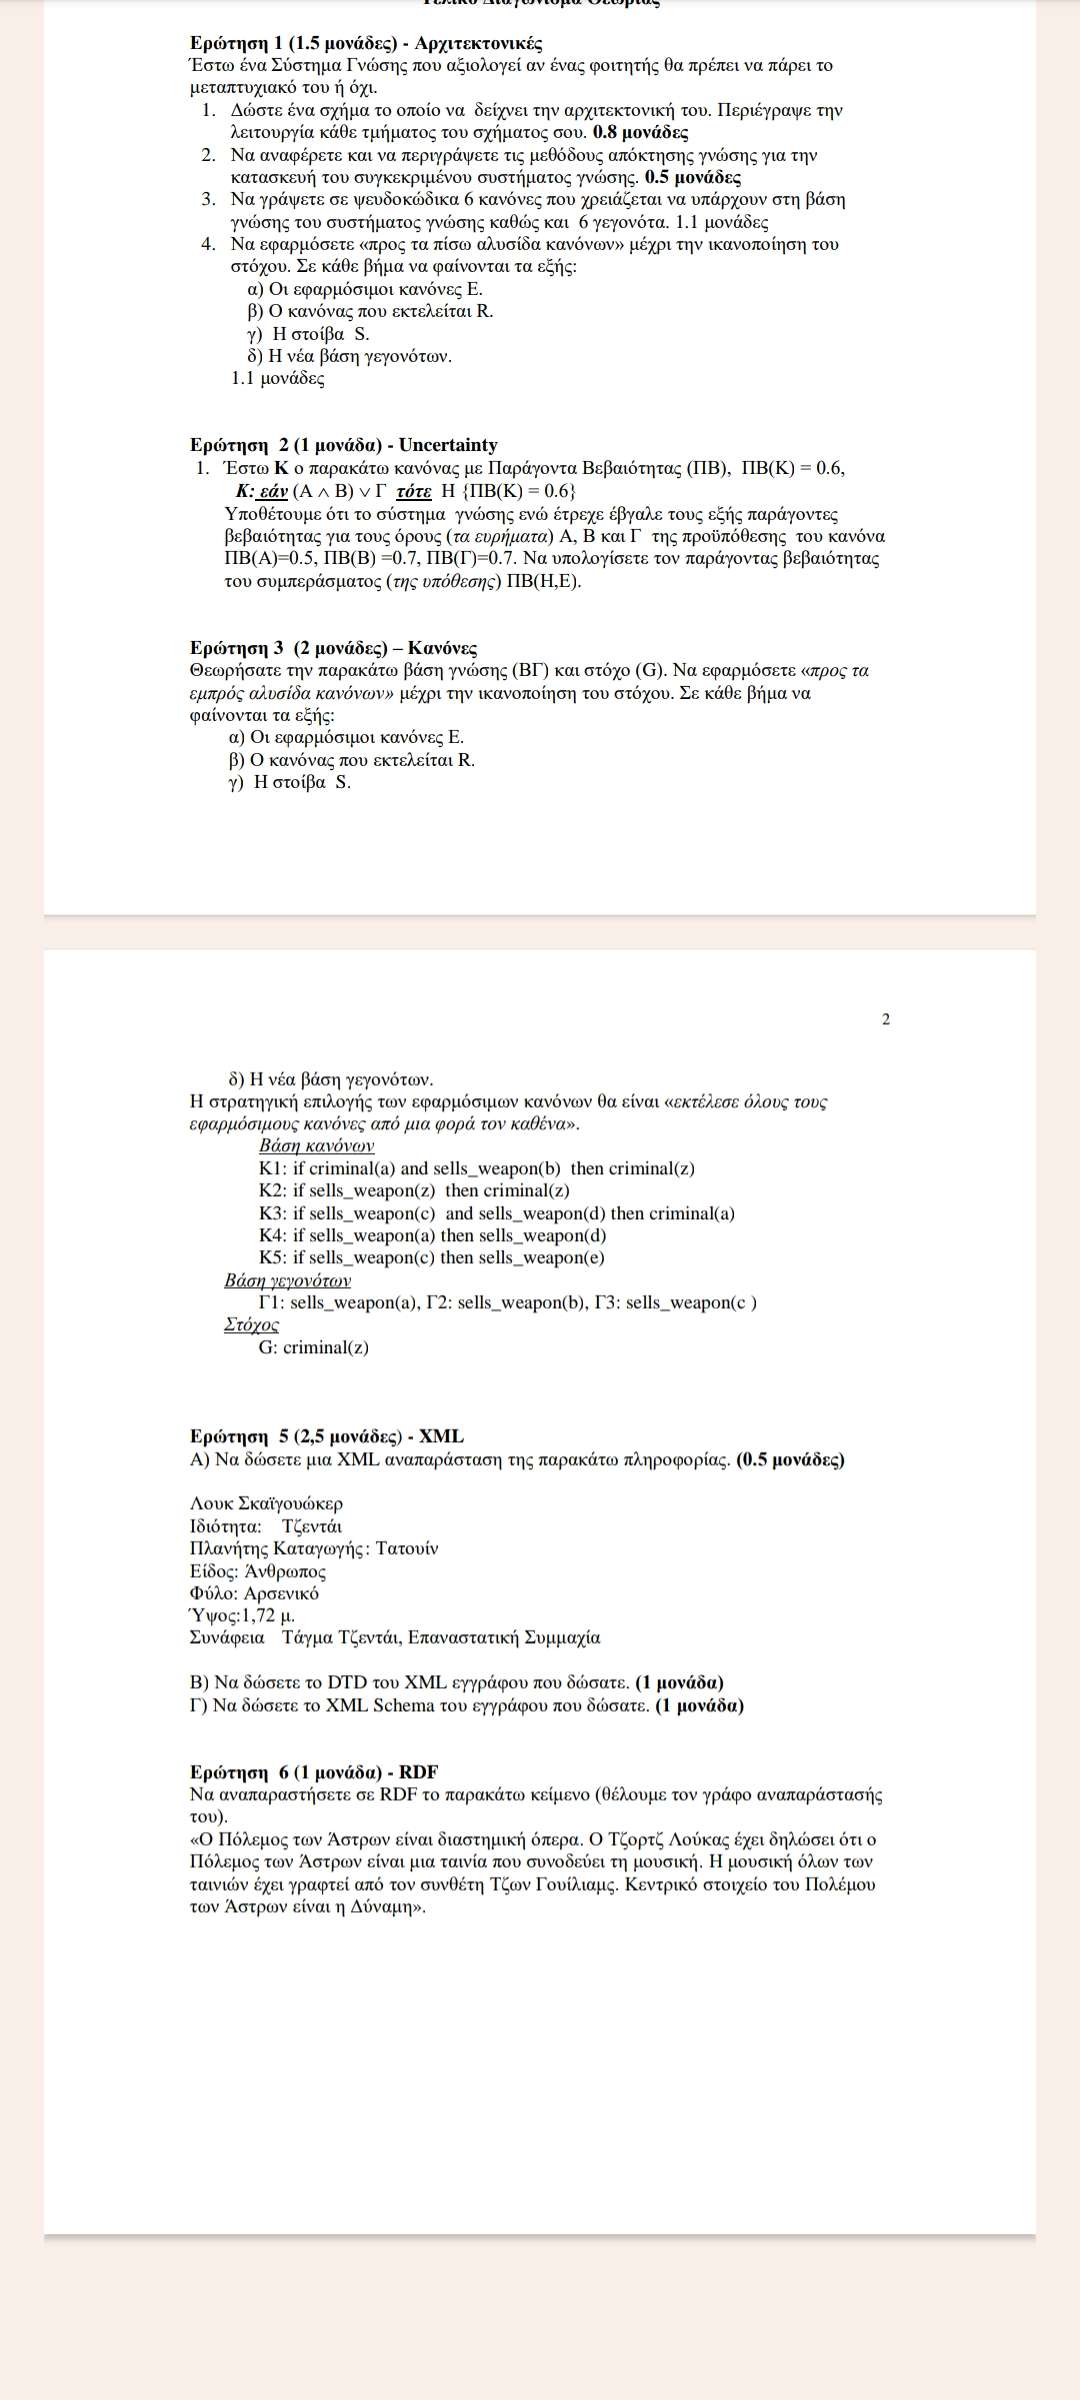 Τελικό Διαγώνισμα Θεωρίας
Ερώτηση 1 (1.5 μονάδες) - Αρχιτεκτονικές
Έστω ένα Σύστημα Γνώσης που αξιολογεί αν ένας φοιτητής θα πρέπει να πάρει το
μεταπτυχιακό του ή όχι.
1. Δώστε ένα σχήμα το οποίο να δείχνει την αρχιτεκτονική του. Περιέγραψε την
λειτουργία κάθε τμήματος του σχήματος σου. 0.8 μονάδες
2. Να αναφέρετε και να περιγράψετε τις μεθόδους απόκτησης γνώσης για την
κατασκευή του συγκεκριμένου συστήματος γνώσης. 0.5 μονάδες
3. Να γράψετε σε ψευδοκώδικα 6 κανόνες που χρειάζεται να υπάρχουν στη βάση
γνώσης του συστήματος γνώσης καθώς και 6 γεγονότα. 1.1 μονάδες
4. Να εφαρμόσετε «προς τα πίσω αλυσίδα κανόνων» μέχρι την ικανοποίηση του
στόχου. Σε κάθε βήμα να φαίνονται τα εξής:
α) Οι εφαρμόσιμοι κανόνες Ε.
β) Ο κανόνας που εκτελείται R.
γ) Η στοίβα S.
δ) Η νέα βάση γεγονότων.
1.1 μονάδες
Ερώτηση 2 (1 μονάδα) - Uncertainty
1. Έστω Κ ο παρακάτω κανόνας με Παράγοντα Βεβαιότητας (ΠΒ), ΠΒ(Κ) = 0.6,
Κ: εάν (Α ∧ Β) ∨ Γ τότε Η {ΠΒ(Κ) = 0.6}
Υποθέτουμε ότι το σύστημα γνώσης ενώ έτρεχε έβγαλε τους εξής παράγοντες
βεβαιότητας για τους όρους (τα ευρήματα) Α, Β και Γ της προϋπόθεσης του κανόνα
ΠΒ(Α)=0.5, ΠΒ(Β) =0.7, ΠΒ(Γ)=0.7. Να υπολογίσετε τον παράγοντας βεβαιότητας
του συμπεράσματος (της υπόθεσης) ΠΒ(Η,Ε).
Ερώτηση 3 (2 μονάδες) – Κανόνες
Θεωρήσατε την παρακάτω βάση γνώσης (ΒΓ) και στόχο (G). Να εφαρμόσετε «προς τα
εμπρός αλυσίδα κανόνων» μέχρι την ικανοποίηση του στόχου. Σε κάθε βήμα να
φαίνονται τα εξής:
α) Οι εφαρμόσιμοι κανόνες Ε.
β) Ο κανόνας που εκτελείται R.
γ) Η στοίβα S.
2
δ) Η νέα βάση γεγονότων.
Η στρατηγική επιλογής των εφαρμόσιμων κανόνων θα είναι «εκτέλεσε όλους τους
εφαρμόσιμους κανόνες από μια φορά τον καθένα».
Βάση κανόνων
Κ1: if criminal(a) and sells_weapon(b) then criminal(z)
Κ2: if sells_weapon(z) then criminal(z)
Κ3: if sells_weapon(c) and sells_weapon(d) then criminal(a)
Κ4: if sells_weapon(a) then sells_weapon(d)
Κ5: if sells_weapon(c) then sells_weapon(e)
Βάση γεγονότων
Γ1: sells_weapon(a), Γ2: sells_weapon(b), Γ3: sells_weapon(c )
Στόχος
G: criminal(z)
Ερώτηση 5 (2,5 μονάδες) - XML
Α) Να δώσετε μια XML αναπαράσταση της παρακάτω πληροφορίας. (0.5 μονάδες)
Λουκ Σκαϊγουώκερ
Ιδιότητα: Τζεντάι
Πλανήτης Καταγωγής: Τατουίν
Είδος: Άνθρωπος
Φύλο: Αρσενικό
Ύψος:1,72 μ.
Συνάφεια Τάγμα Τζεντάι, Επαναστατική Συμμαχία
Β) Να δώσετε το DTD του XML εγγράφου που δώσατε. (1 μονάδα)
Γ) Να δώσετε το XML Schema του εγγράφου που δώσατε. (1 μονάδα)
Ερώτηση 6 (1 μονάδα) - RDF
Να αναπαραστήσετε σε RDF το παρακάτω κείμενο (θέλουμε τον γράφο αναπαράστασής
του).
«Ο Πόλεμος των Άστρων είναι διαστημική όπερα. Ο Τζορτζ Λούκας έχει δηλώσει ότι ο
Πόλεμος των Άστρων είναι μια ταινία που συνοδεύει τη μουσική. Η μουσική όλων των
ταινιών έχει γραφτεί από τον συνθέτη Τζων Γουίλιαμς. Κεντρικό στοιχείο του Πολέμου
των Άστρων είναι η Δύναμη».